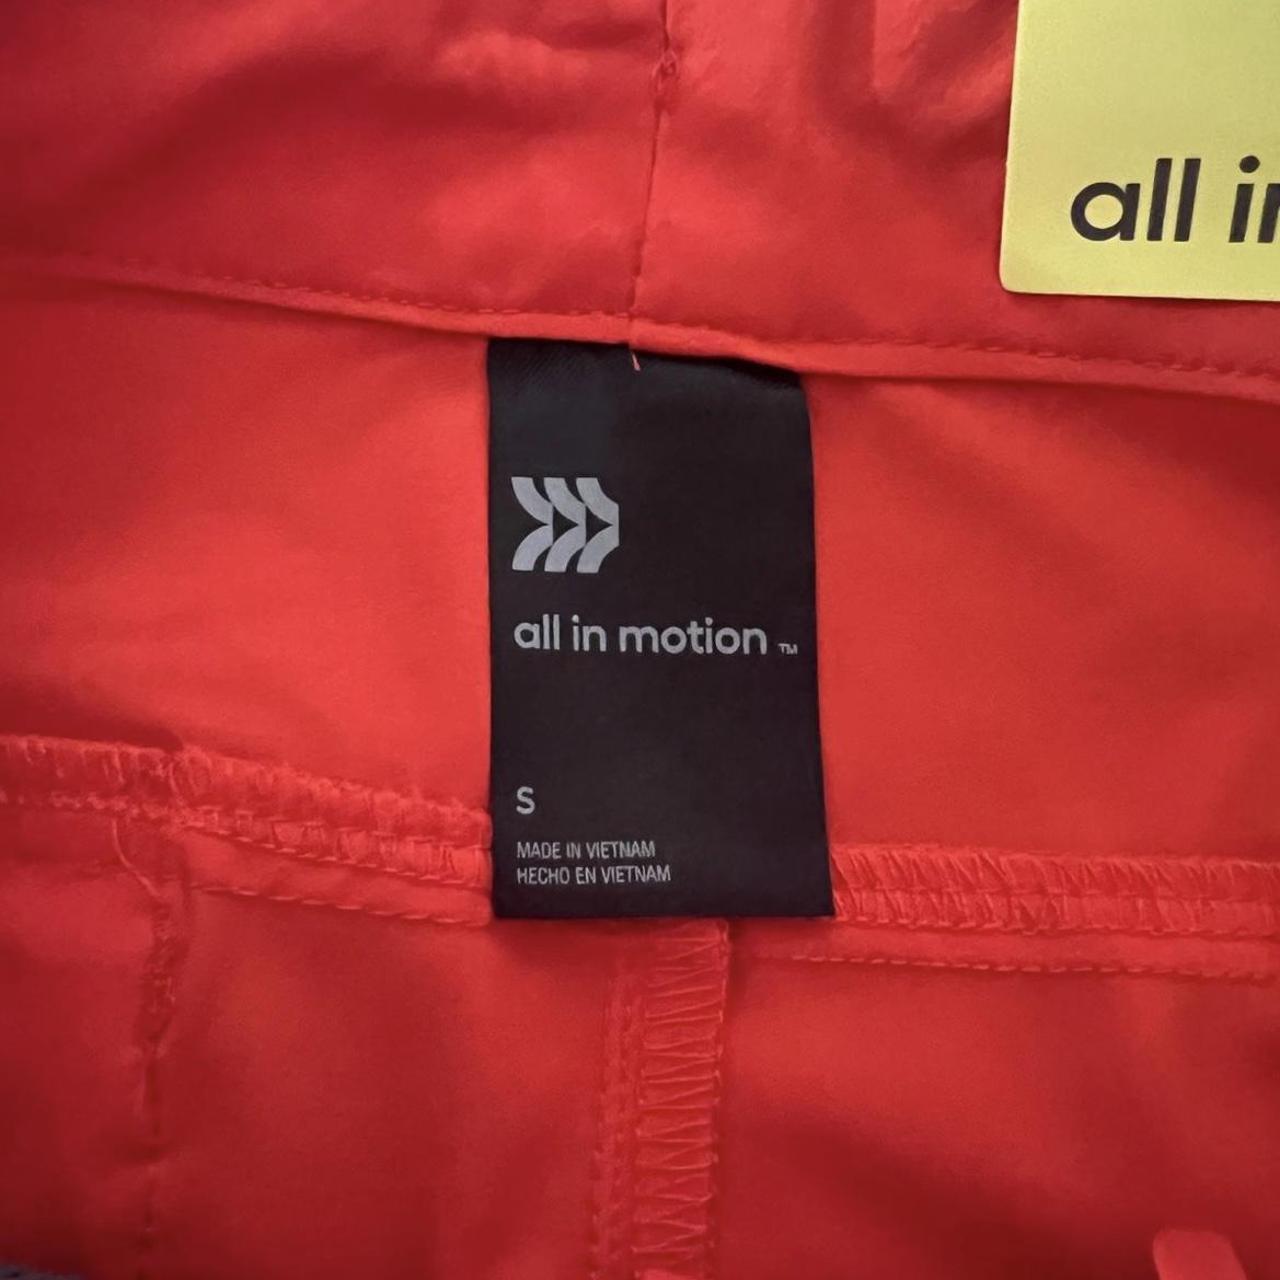 all in
all in motion ™
S
MADE IN VIETNAM
HECHO EN VIETNAM